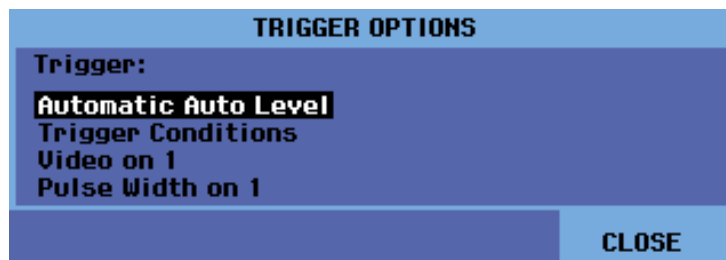 TRIGGER OPTIONS
Trigger:
Automatic Auto Level
Trigger Conditions
Video on 1
Pulse Width on 1
CLOSE